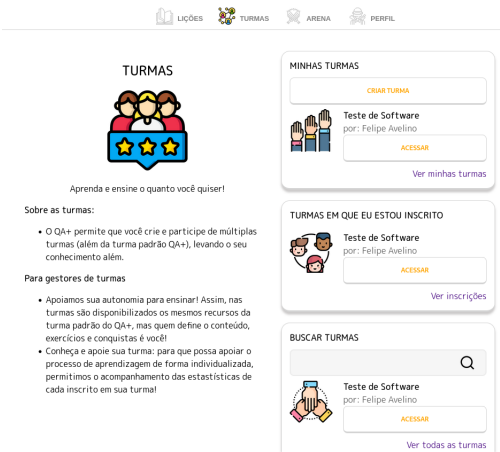 LIÇÕES
TURMAS
ARENA
PERFIL
TURMAS
Aprenda e ensine o quanto você quiser!
Sobre as turmas:
O QA+ permite que você crie e participe de múltiplas
turmas (além da turma padrão QA+), levando o seu
conhecimento além.
Para gestores de turmas
Apoiamos sua autonomia para ensinar! Assim, nas
turmas são disponibilizados os mesmos recursos da
turma padrão do QA+, mas quem define o conteúdo,
exercícios e conquistas é você!
Conheça e apoie sua turma: para que possa apoiar o
processo de aprendizagem de forma individualizada,
permitimos o acompanhamento das estastísticas de
cada inscrito em sua turma!
MINHAS TURMAS
CRIAR TURMA
Teste de Software
por: Felipe Avelino
ACESSAR
Ver minhas turmas
TURMAS EM QUE EU ESTOU INSCRITO
Teste de Software
por: Felipe Avelino
ACESSAR
Ver inscrições
BUSCAR TURMAS
Teste de Software
por: Felipe Avelino
ACESSAR
Ver todas as turmas